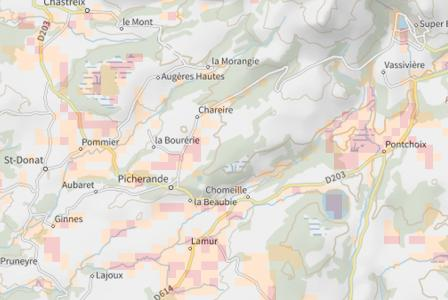 Chastreix
Super B
le Mont
D203
la Morangie
Vassivière
Augères Hautes
Chareire
Pommier
la Bourérie
Pontchoix
St-Donat
D203
Picherande
Aubaret
Chomeille
la Beaubie
Ginnes
Lamur
Pruneyre
Lajoux
D614